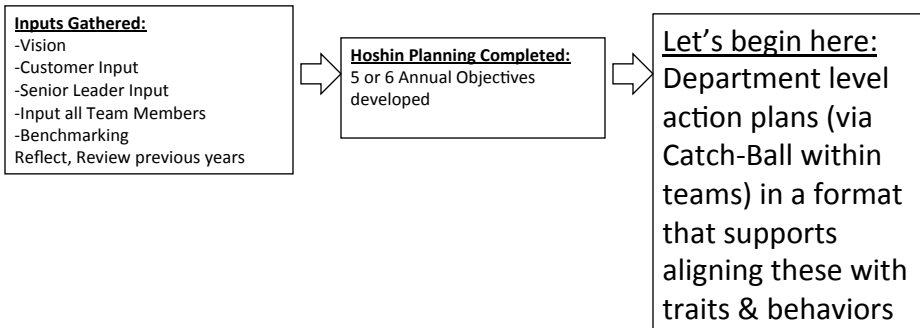 Inputs Gathered:
-Vision
-Customer Input
-Senior Leader Input
-Input all Team Members
-Benchmarking
Reflect, Review previous years
Hoshin Planning Completed:
5 or 6 Annual Objectives
developed
Let’s begin here:
Department level
action plans (via
Catch-Ball within
teams) in a format
that supports
aligning these with
traits & behaviors